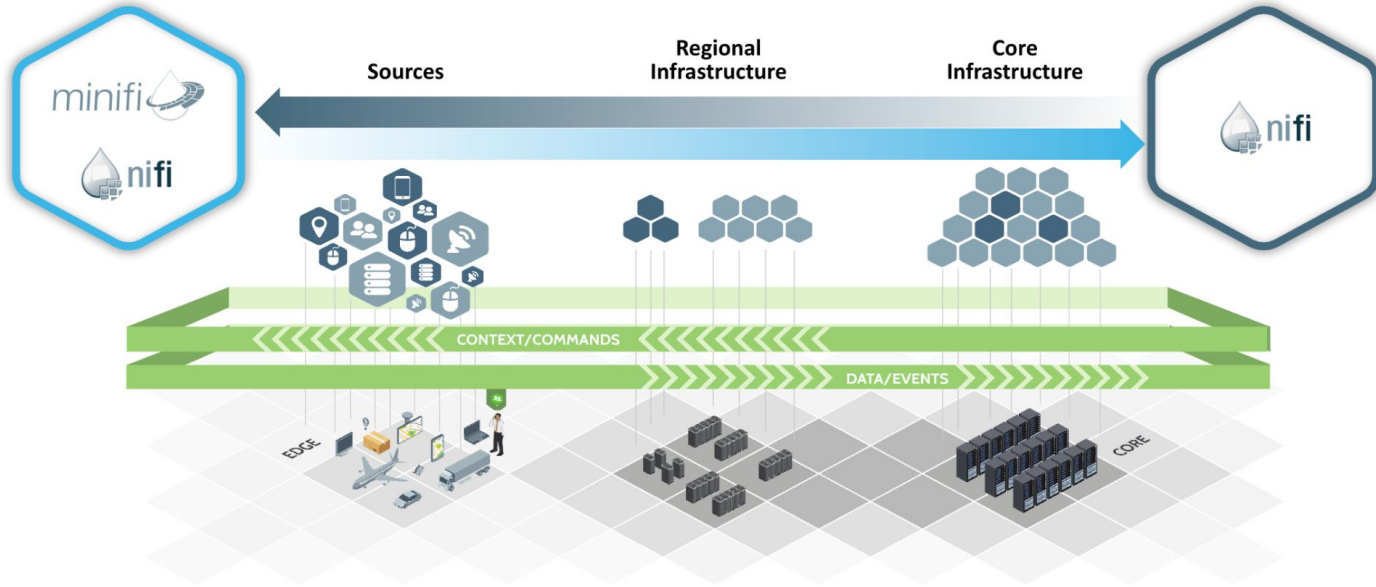 Sources
Regional
Infrastructure
Core
Infrastructure
minifi
nifi
nifi
CONTEXT/COMMANDS
DATA/EVENTS
EDGE
CORE